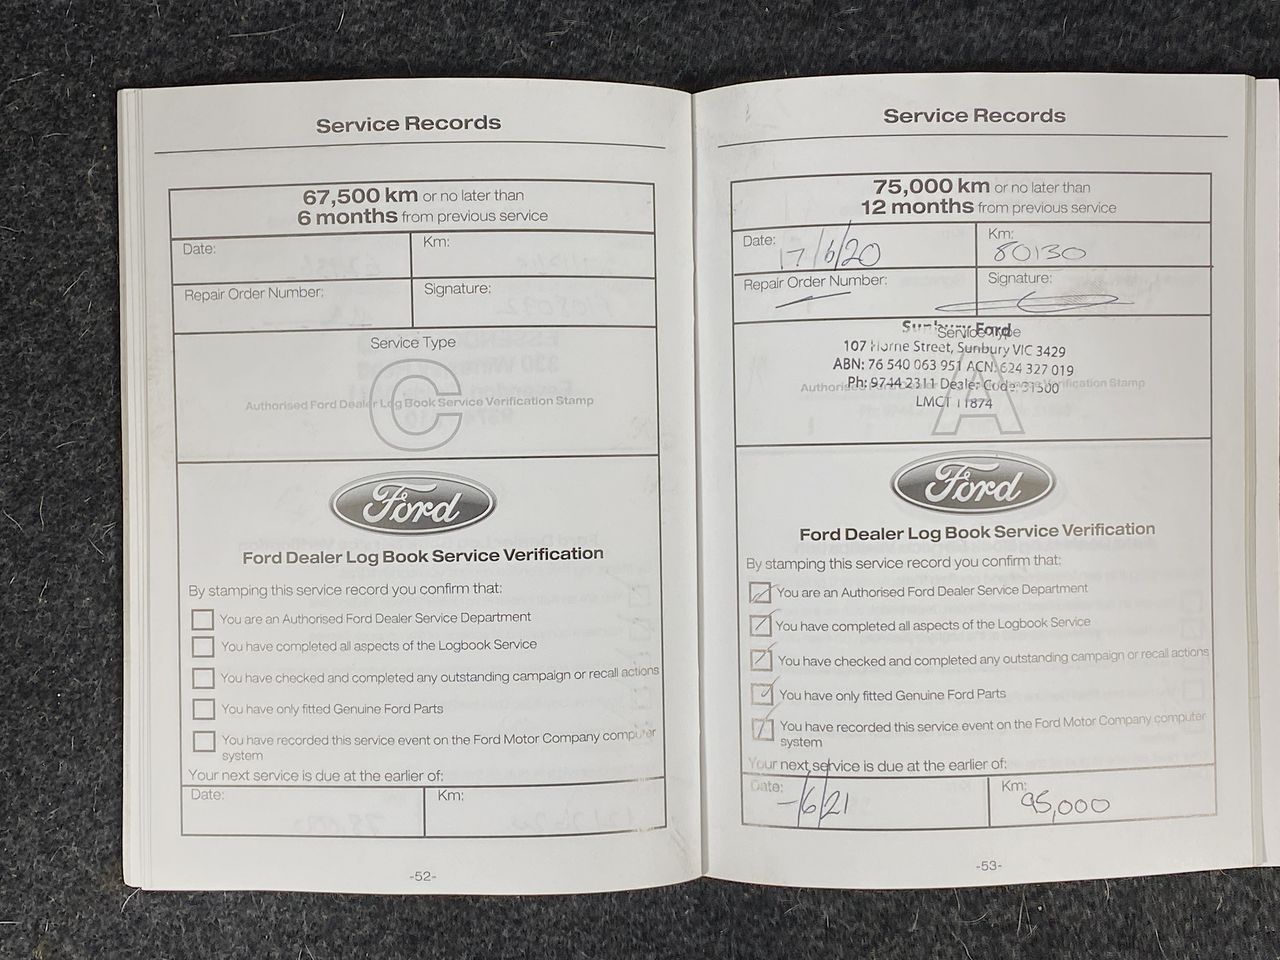 Service Records
67,500 km or no later than
6 months from previous service
Date:
Km:
Repair Order Number:
Signature:
Service Type
C
Authorised Ford Dealer Log Book Service Verification Stamp
Ford
Ford Dealer Log Book Service Verification
By stamping this service record you confirm that:
You are an Authorised Ford Dealer Service Department
You have completed all aspects of the Logbook Service
You have checked and completed any outstanding campaign or recall actions
You have only fitted Genuine Ford Parts
You have recorded this service event on the Ford Motor Company computer
system
Your next service is due at the earlier of:
Date:
Km:
-52-
Service Records
75,000 km or no later than
12 months from previous service
Date: 17/6/20
Km: 80130
Repair Order Number:
Signature:
Service Type
Sunbury Ford
107 Horne Street, Sunbury VIC 3429
ABN: 76 540 063 951 ACN: 624 327 019
Ph: 9744 2311 Dealer Code: 31500
LMCT 11874
A
Ford
Ford Dealer Log Book Service Verification
By stamping this service record you confirm that:
You are an Authorised Ford Dealer Service Department
You have completed all aspects of the Logbook Service
You have checked and completed any outstanding campaign or recall actions
You have only fitted Genuine Ford Parts
You have recorded this service event on the Ford Motor Company computer
system
Your next service is due at the earlier of:
Date: -/6/21
Km: 95,000
-53-